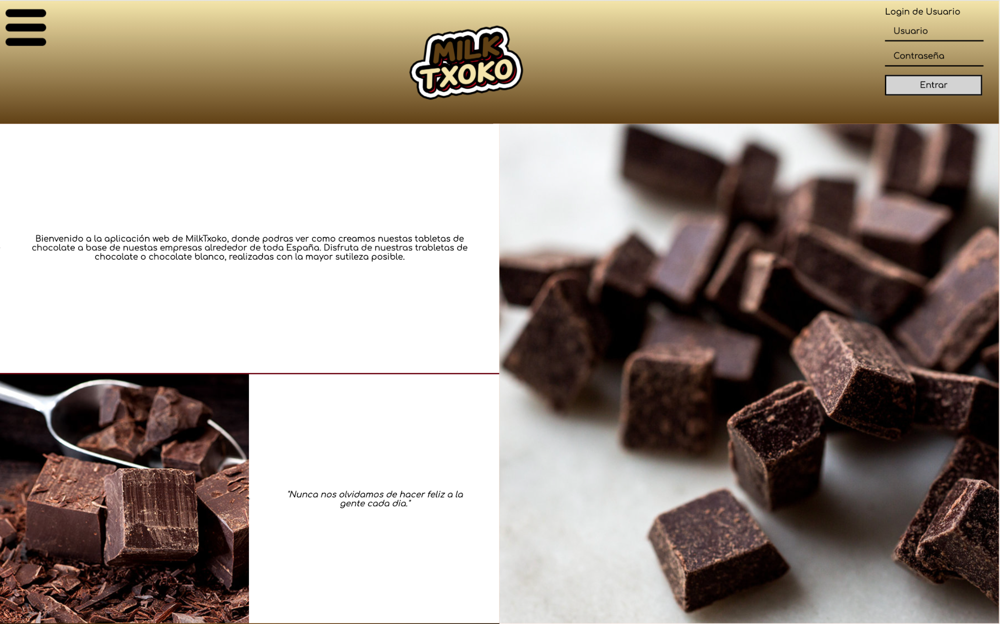 MILK
TXOKO
Login de Usuario
Usuario
Contraseña
Entrar
Bienvenido a la aplicación web de MilkTxoko, donde podras ver como creamos nuestas tabletas de
chocolate a base de nuestas empresas alrededor de toda España. Disfruta de nuestras trabletas de
chocolate o chocolate blanco, realizadas con la mayor sutileza posible.
"Nunca nos olvidamos de hacer feliz a la
gente cada dia."